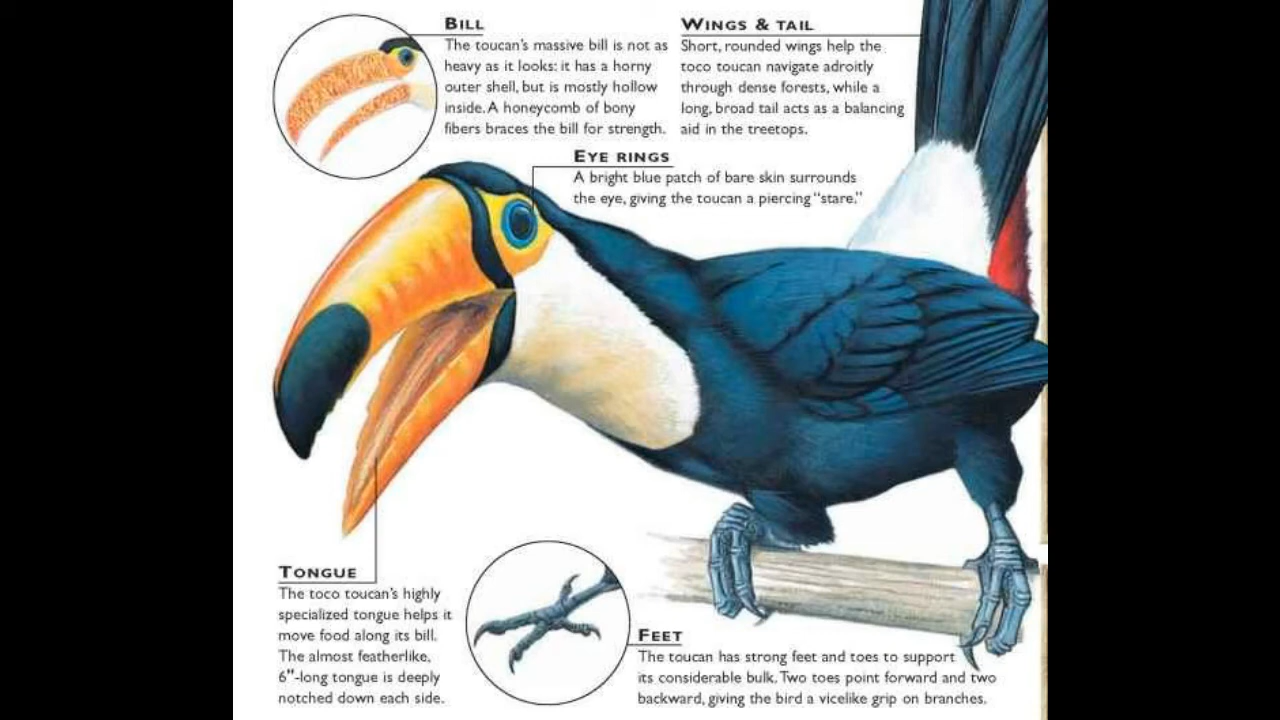 BILL
The toucan's massive bill is not as
heavy as it looks: it has a horny
outer shell, but is mostly hollow
inside. A honeycomb of bony
fibers braces the bill for strength.
WINGS & TAIL
Short, rounded wings help the
toco toucan navigate adroitly
through dense forests, while a
long, broad tail acts as a balancing
aid in the treetops.
EYE RINGS
A bright blue patch of bare skin surrounds
the eye, giving the toucan a piercing "stare."
TONGUE
The toco toucan's highly
specialized tongue helps it
move food along its bill.
The almost featherlike,
6"-long tongue is deeply
notched down each side.
FEET
The toucan has strong feet and toes to support
its considerable bulk. Two toes point forward and two
backward, giving the bird a vicelike grip on branches.